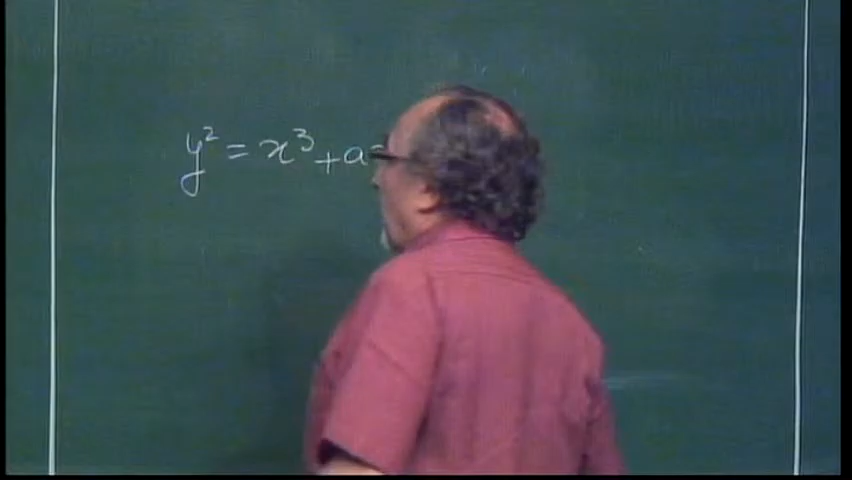 y² = x³ + a